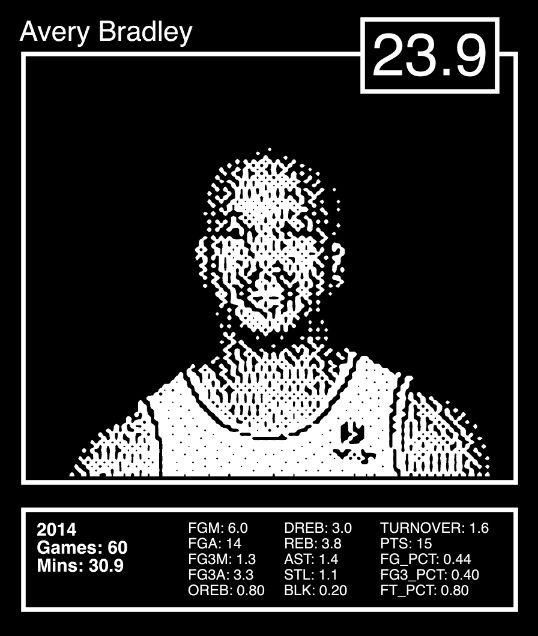 Avery Bradley
23.9
2014
Games: 60
Mins: 30.9
FGM: 6.0
FGA: 14
FG3M: 1.3
FG3A: 3.3
OREB: 0.80
DREB: 3.0
REB: 3.8
AST: 1.4
STL: 1.1
BLK: 0.20
TURNOVER: 1.6
PTS: 15
FG_PCT: 0.44
FG3_PCT: 0.40
FT_PCT: 0.80